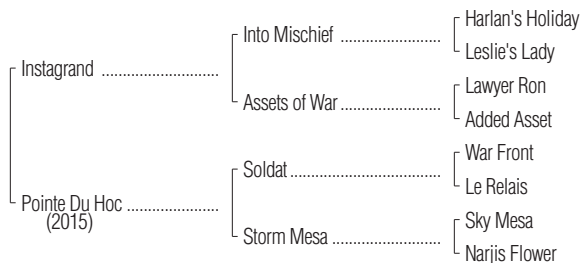 Harlan's Holiday
Into Mischief
Leslie's Lady
Instagrand
Lawyer Ron
Assets of War
Added Asset
War Front
Soldat
Le Relais
Pointe Du Hoc
(2015)
Sky Mesa
Storm Mesa
Narjis Flower